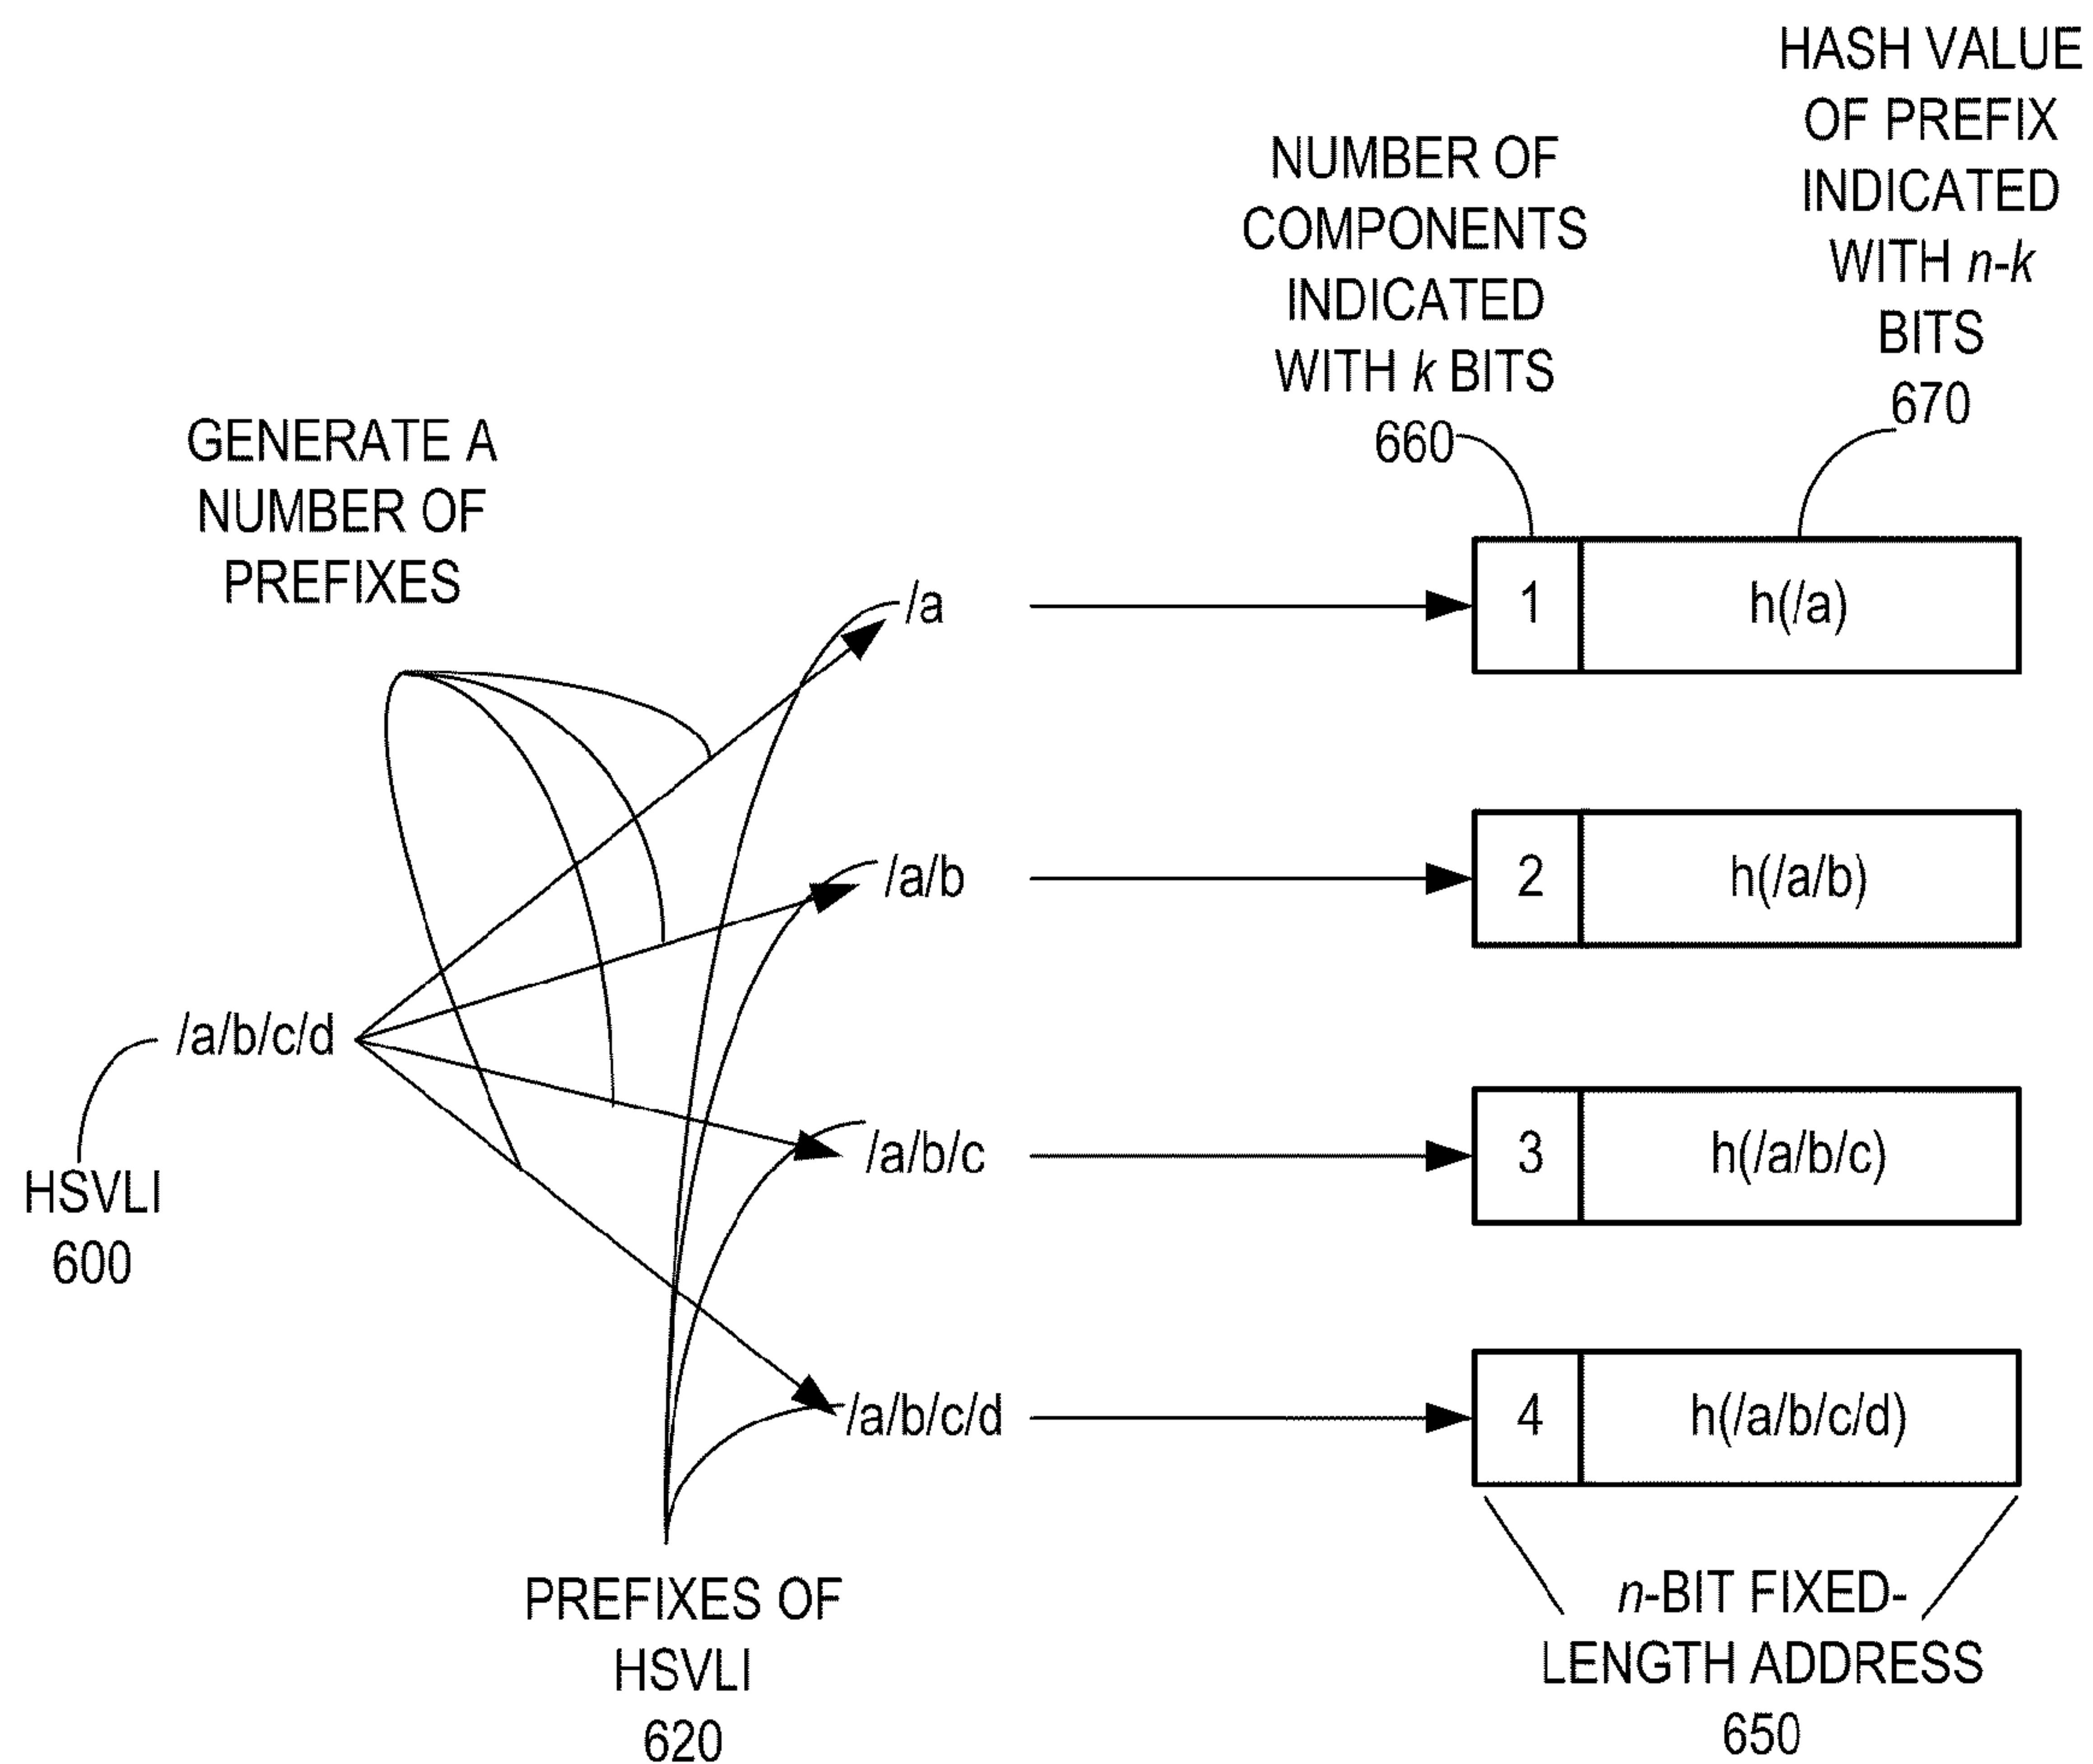 HASH VALUE
OF PREFIX
INDICATED
WITH n-k
BITS
670
NUMBER OF
COMPONENTS
INDICATED
WITH k BITS
660
GENERATE A
NUMBER OF
PREFIXES
/a
1
h(/a)
/a/b
2
h(/a/b)
/a/b/c/d
HSVLI
600
/a/b/c
3
h(/a/b/c)
/a/b/c/d
4
h(/a/b/c/d)
PREFIXES OF
HSVLI
620
n-BIT FIXED-
LENGTH ADDRESS
650